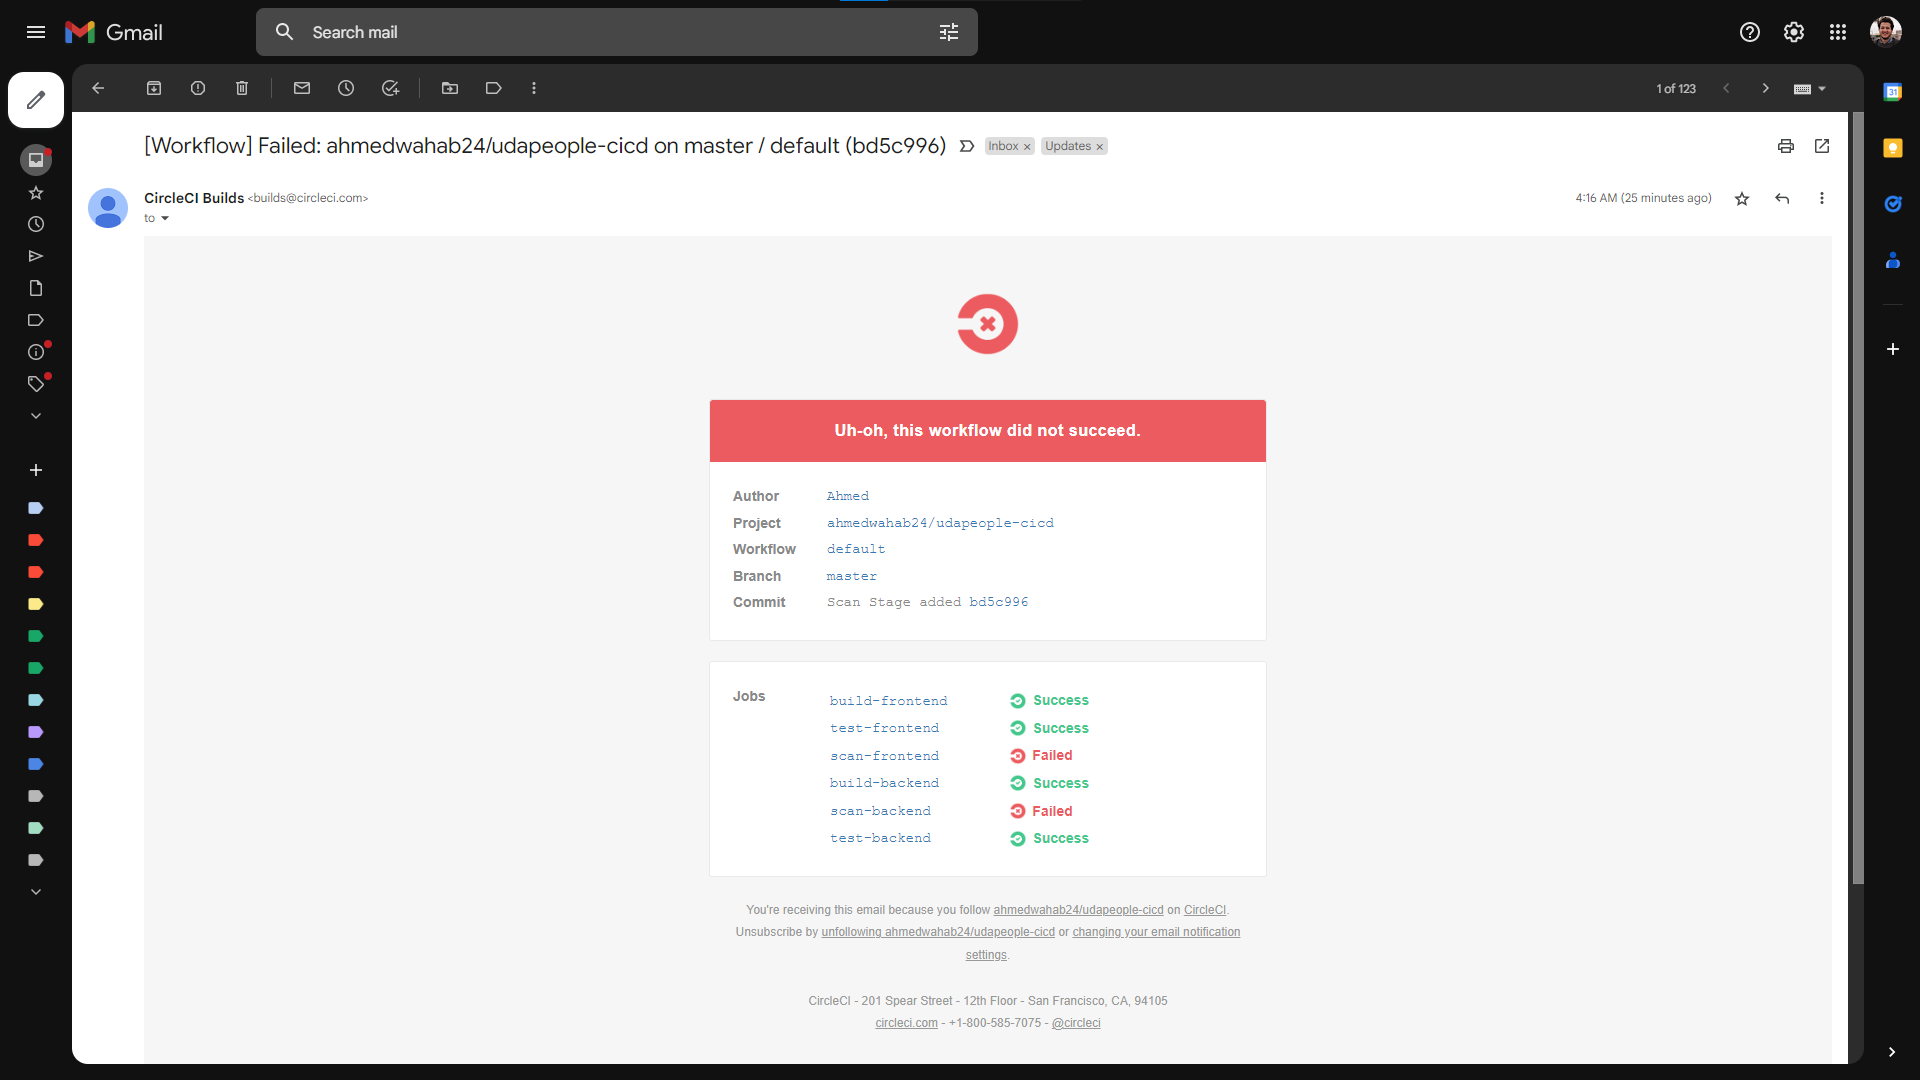 Gmail
Search mail
1 of 123
[Workflow] Failed: ahmedwahab24/udapeople-cicd on master / default (bd5c996)
Inbox ×
Updates ×
CircleCI Builds <builds@circleci.com>
4:16 AM (25 minutes ago)
to
31
Uh-oh, this workflow did not succeed.
Author Ahmed
Project ahmedwahab24/udapeople-cicd
Workflow default
Branch master
Commit Scan Stage added bd5c996
Jobs
build-frontend Success
test-frontend Success
scan-frontend Failed
build-backend Success
scan-backend Failed
test-backend Success
You're receiving this email because you follow ahmedwahab24/udapeople-cicd on CircleCI.
Unsubscribe by unfollowing ahmedwahab24/udapeople-cicd or changing your email notification
settings.
CircleCI - 201 Spear Street - 12th Floor - San Francisco, CA, 94105
circleci.com - +1-800-585-7075 - @circleci